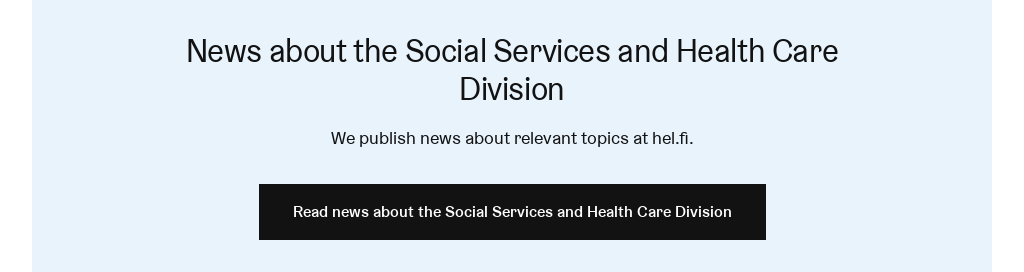 News about the Social Services and Health Care
Division
We publish news about relevant topics at hel.fi.
Read news about the Social Services and Health Care Division